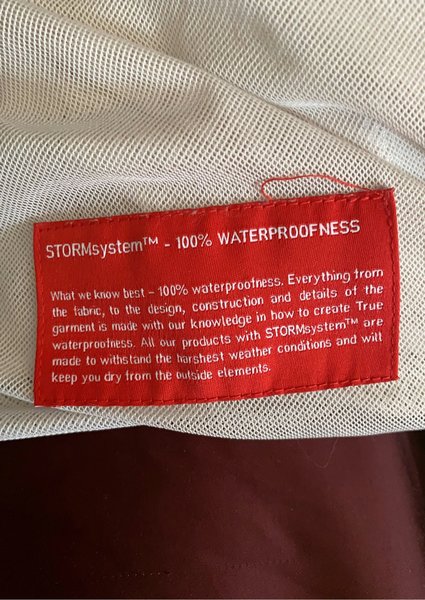 STORMsystem™ - 100% WATERPROOFNESS
What we know best - 100% waterproofness. Everything from
the fabric, to the design, construction and details of the
garment is made with our knowledge in how to create True
waterproofness. All our products with STORMsystem™ are
made to withstand the harshest weather conditions and will
keep you dry from the outside elements.